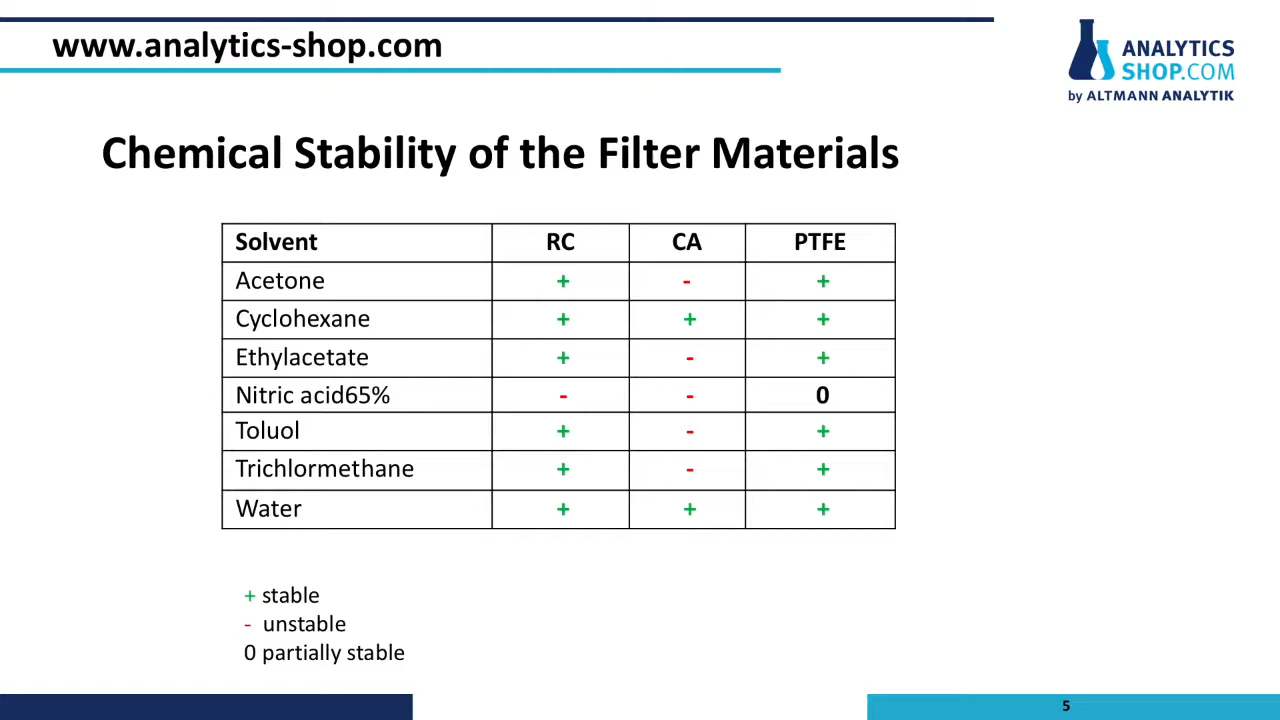 www.analytics-shop.com
ANALYTICS
SHOP.COM
by ALTMANN ANALYTIK
Chemical Stability of the Filter Materials
Solvent RC CA PTFE
Acetone + - +
Cyclohexane + + +
Ethylacetate + - +
Nitric acid65% - - 0
Toluol + - +
Trichlormethane + - +
Water + + +
+ stable
- unstable
0 partially stable
5